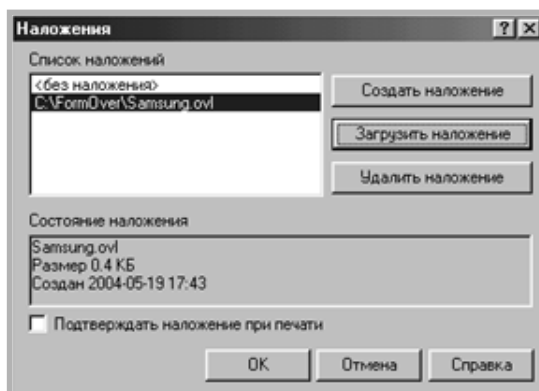 Наложения
Список наложений
<без наложения>
C:\FormOver\Samsung.ovl
Создать наложение
Загрузить наложение
Удалить наложение
Состояние наложения
Samsung.ovl
Размер 0.4 КБ
Создан 2004-05-19 17:43
Подтверждать наложение при печати
OK
Отмена
Справка